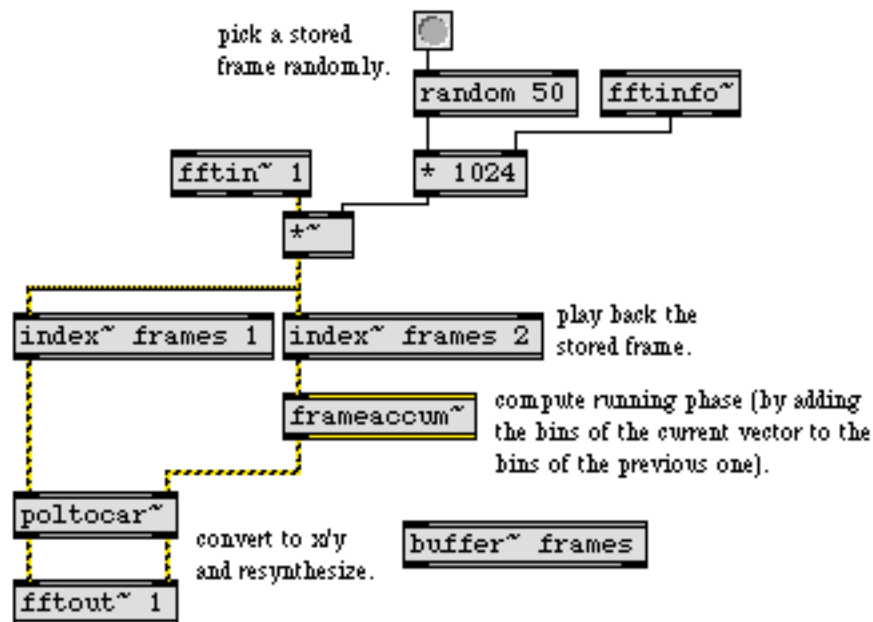 pick a stored
frame randomly.
random 50
fftinfo~
fftin~ 1
* 1024
*~
index~ frames 1
index~ frames 2
play back the
stored frame.
frameaccum~
compute running phase (by adding
the bins of the current vector to the
bins of the previous one).
poltocar~
convert to x/y
and resynthesize.
buffer~ frames
fftout~ 1